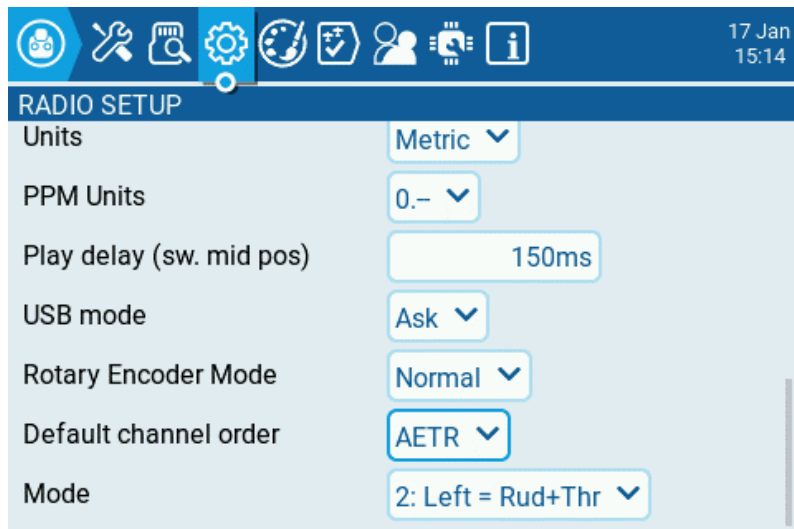 17 Jan
15:14
RADIO SETUP
Units Metric
PPM Units 0.--
Play delay (sw. mid pos) 150ms
USB mode Ask
Rotary Encoder Mode Normal
Default channel order AETR
Mode 2: Left = Rud+Thr